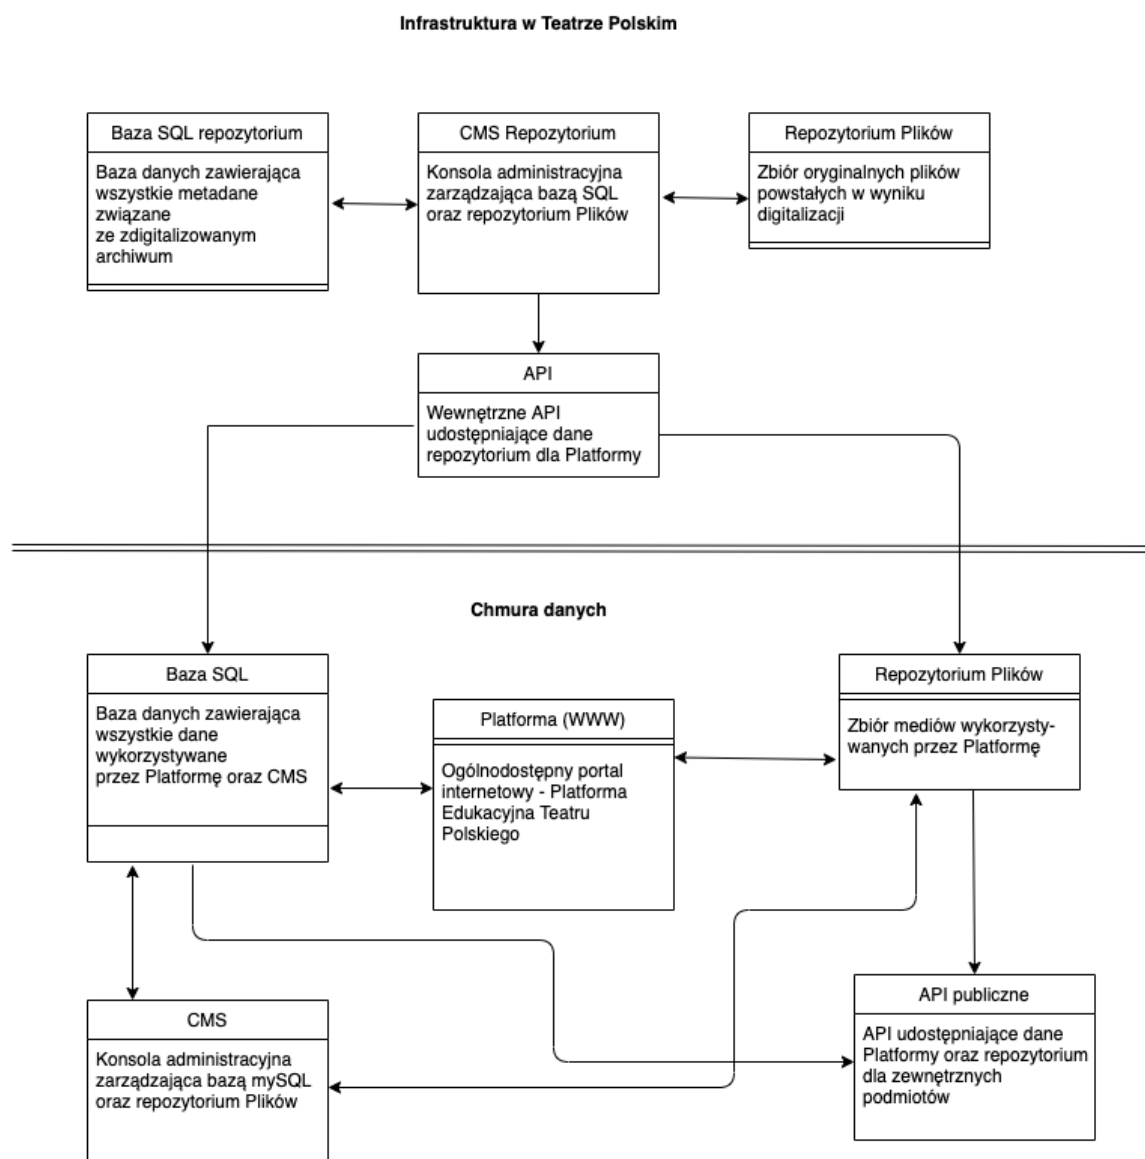 Infrastruktura w Teatrze Polskim
Baza SQL repozytorium
Baza danych zawierająca
wszystkie metadane
związane
ze zdigitalizowanym
archiwum
CMS Repozytorium
Konsola administracyjna
zarządzająca bazą SQL
oraz repozytorium Plików
Repozytorium Plików
Zbiór oryginalnych plików
powstałych w wyniku
digitalizacji
API
Wewnętrzne API
udostępniające dane
repozytorium dla Platformy
Chmura danych
Baza SQL
Baza danych zawierająca
wszystkie dane
wykorzystywane
przez Platformę oraz CMS
Platforma (WWW)
Ogólnodostępny portal
internetowy - Platforma
Edukacyjna Teatru
Polskiego
Repozytorium Plików
Zbiór mediów wykorzysty-
wanych przez Platformę
CMS
Konsola administracyjna
zarządzająca bazą mySQL
oraz repozytorium Plików
API publiczne
API udostępniające dane
Platformy oraz repozytorium
dla zewnętrznych
podmiotów